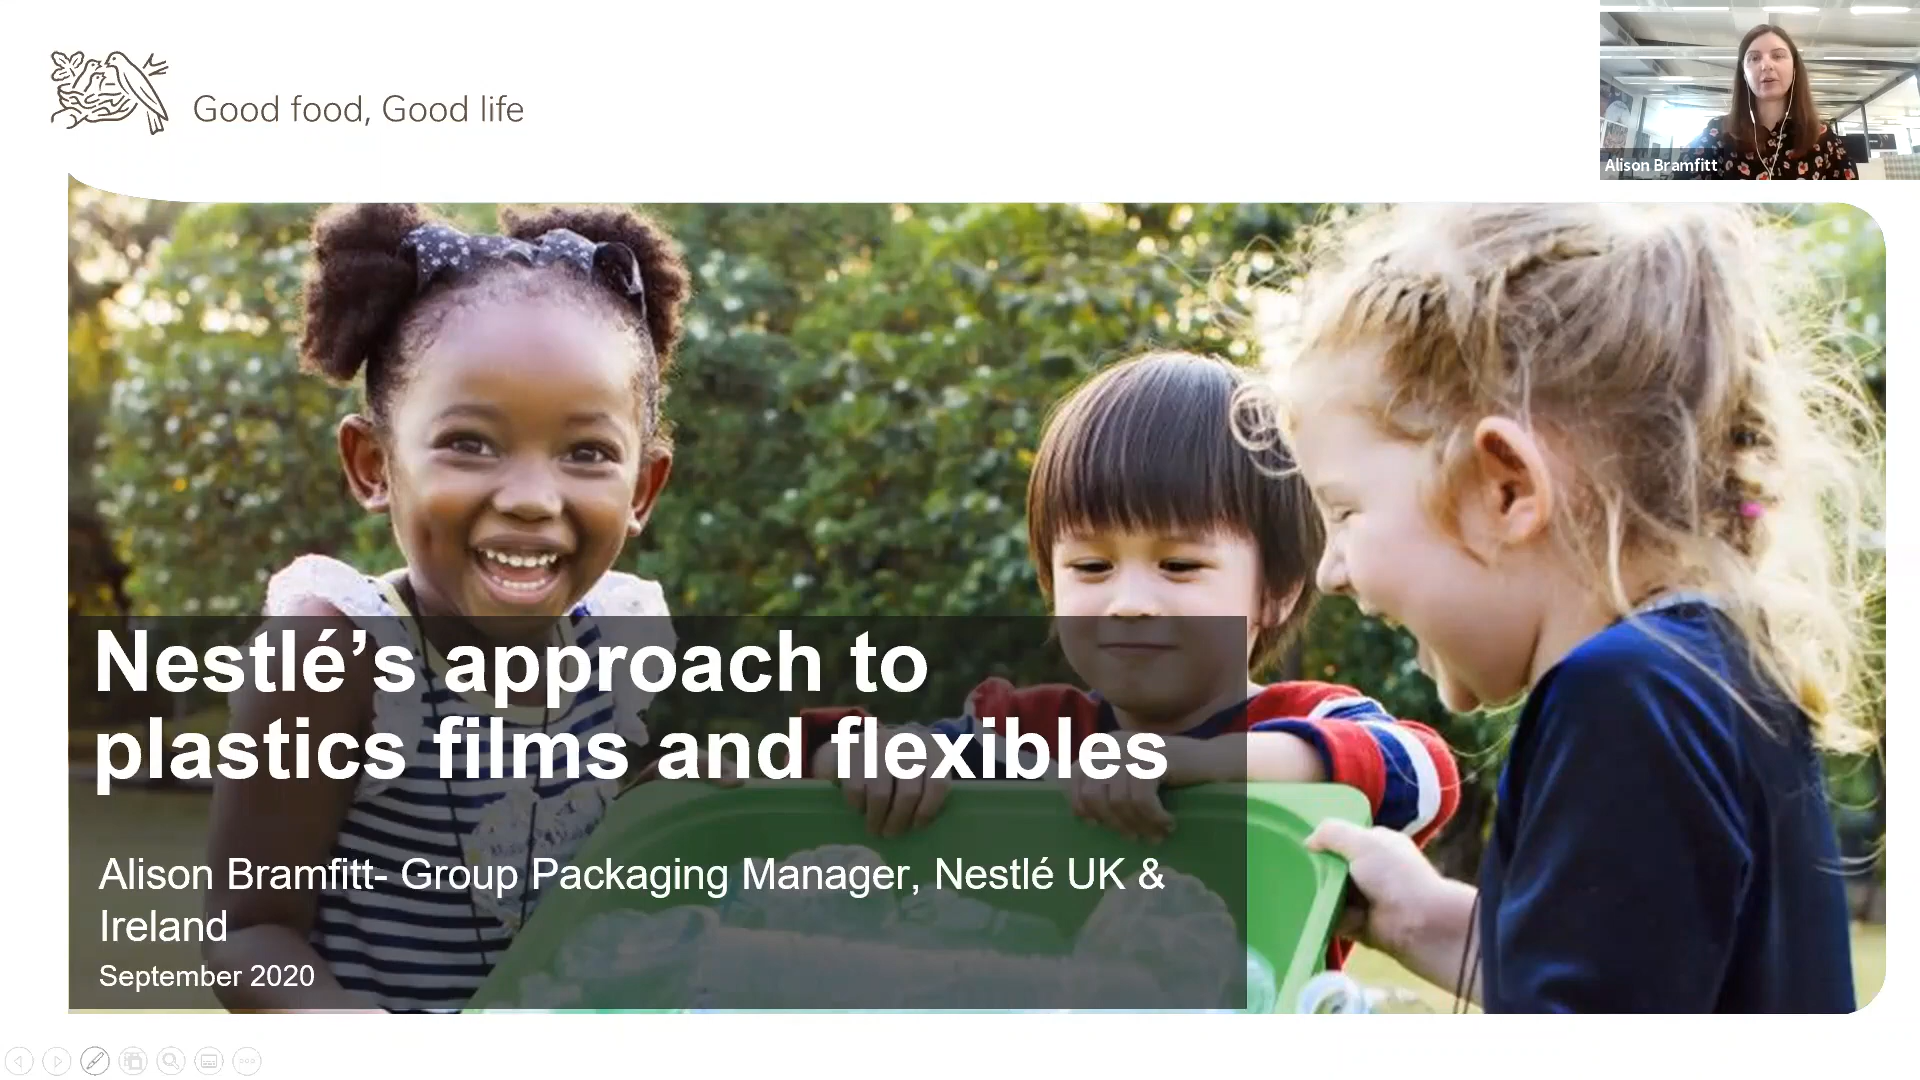 Good food, Good life
Alison Bramfitt
Nestlé’s approach to
plastics films and flexibles
Alison Bramfitt- Group Packaging Manager, Nestlé UK &
Ireland
September 2020